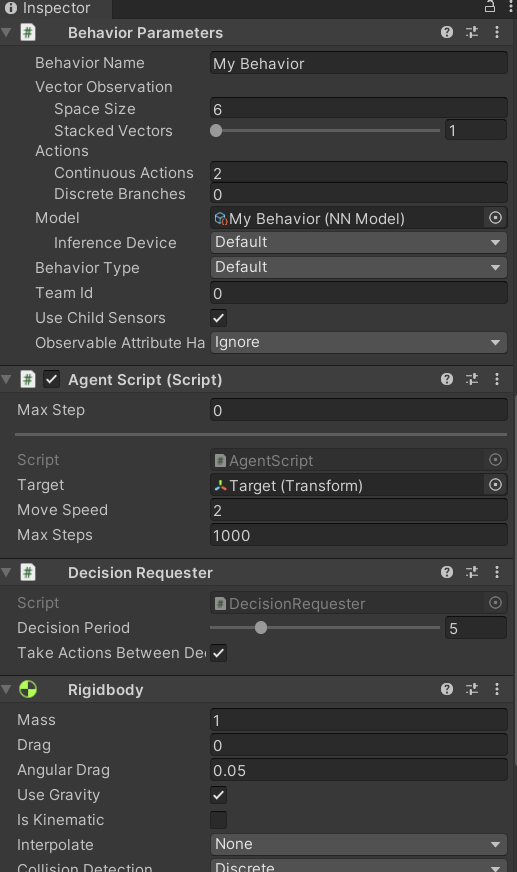 Inspector
# Behavior Parameters
Behavior Name My Behavior
Vector Observation
Space Size 6
Stacked Vectors 1
Actions
Continuous Actions 2
Discrete Branches 0
Model My Behavior (NN Model)
Inference Device Default
Behavior Type Default
Team Id 0
Use Child Sensors
Observable Attribute Ha Ignore
# Agent Script (Script)
Max Step 0
Script # AgentScript
Target Target (Transform)
Move Speed 2
Max Steps 1000
# Decision Requester
Script # DecisionRequester
Decision Period 5
Take Actions Between De
Rigidbody
Mass 1
Drag 0
Angular Drag 0.05
Use Gravity
Is Kinematic
Interpolate None
Collision Detection Discrete